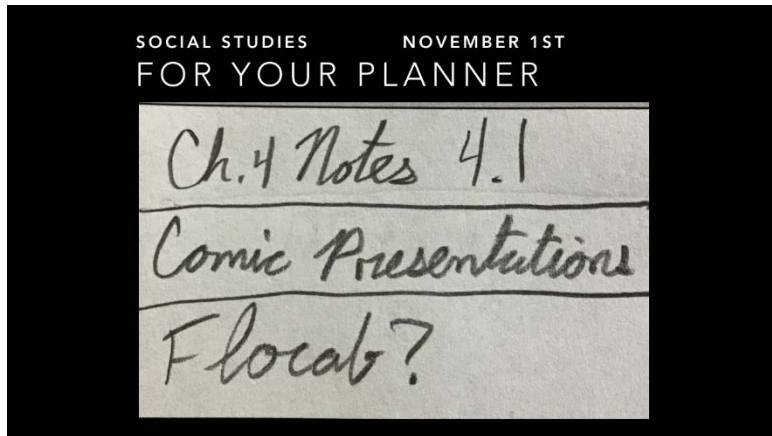 SOCIAL STUDIES NOVEMBER 1ST
FOR YOUR PLANNER
Ch.4 Notes 4.1
Comic Presentations
Flocab?